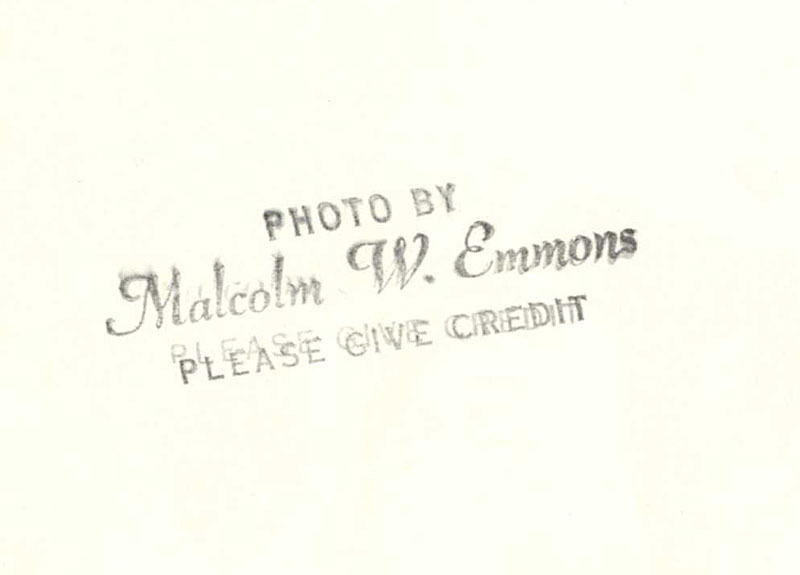 PHOTO BY
Malcolm W. Emmons
PLEASE GIVE CREDIT